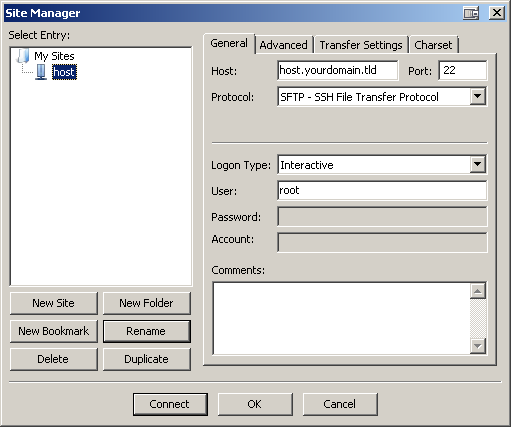 Site Manager
Select Entry:
My Sites
host
New Site New Folder
New Bookmark Rename
Delete Duplicate
General Advanced Transfer Settings Charset
Host: host.yourdomain.tld Port: 22
Protocol: SFTP - SSH File Transfer Protocol
Logon Type: Interactive
User: root
Password:
Account:
Comments:
Connect OK Cancel